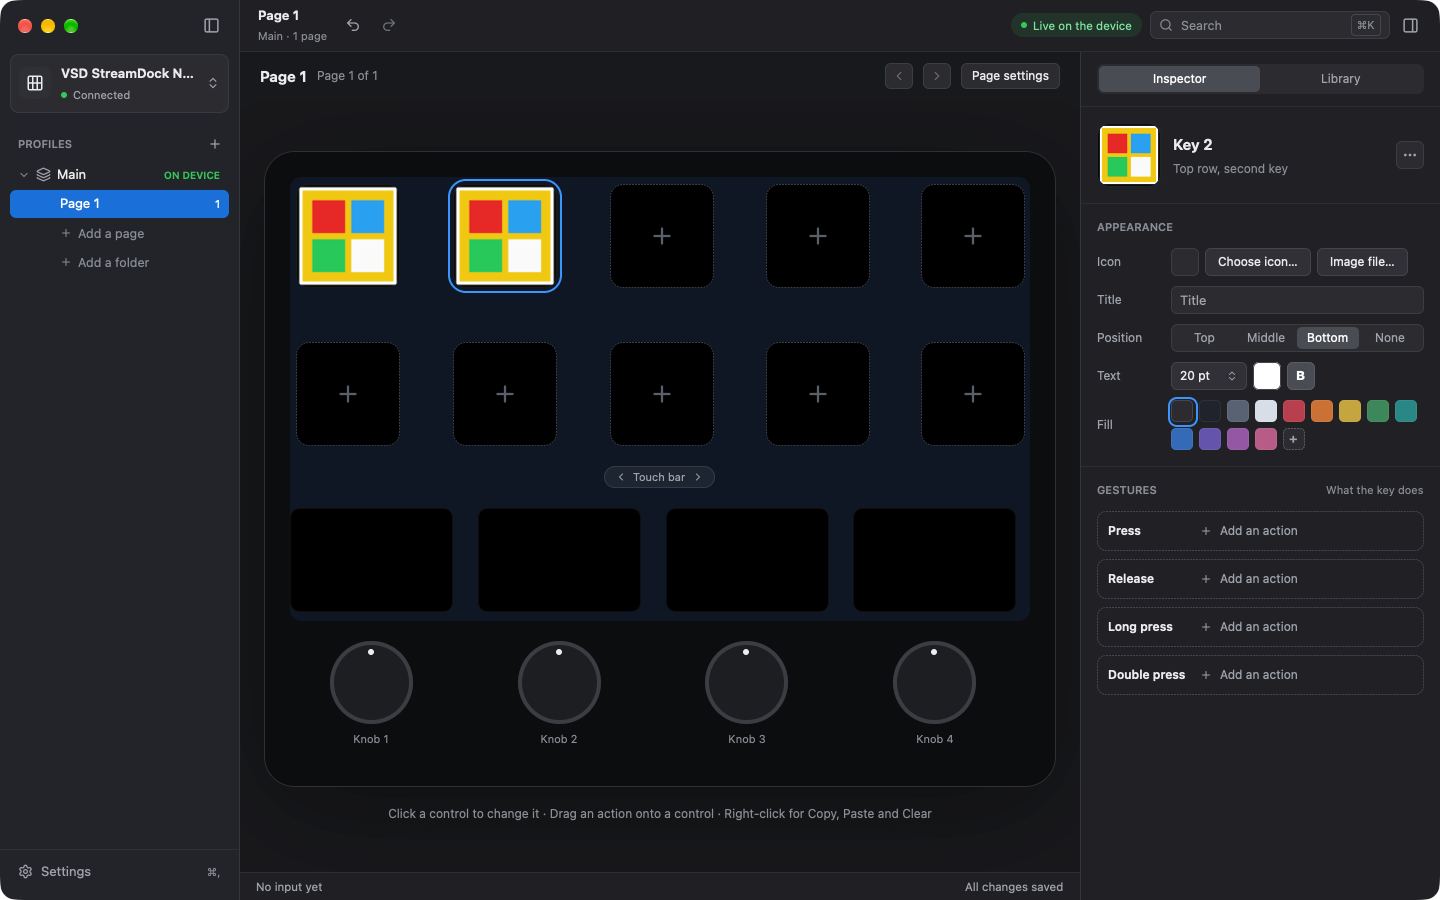 Page 1
Main · 1 page
Live on the device
Search
⌘K
VSD StreamDock N...
Connected
PROFILES
Main
ON DEVICE
Page 1
1
Add a page
Add a folder
Settings
⌘,
Page 1
Page 1 of 1
Page settings
Touch bar
Knob 1
Knob 2
Knob 3
Knob 4
Click a control to change it · Drag an action onto a control · Right-click for Copy, Paste and Clear
No input yet
All changes saved
Inspector
Library
Key 2
Top row, second key
APPEARANCE
Icon
Choose icon...
Image file...
Title
Title
Position
Top
Middle
Bottom
None
Text
20 pt
B
Fill
GESTURES
What the key does
Press
Add an action
Release
Add an action
Long press
Add an action
Double press
Add an action